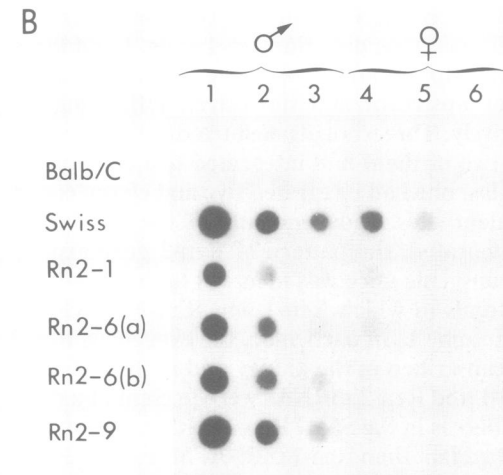 B
♂ ♀
1 2 3 4 5 6
Balb/C
Swiss
Rn2-1
Rn2-6(a)
Rn2-6(b)
Rn2-9